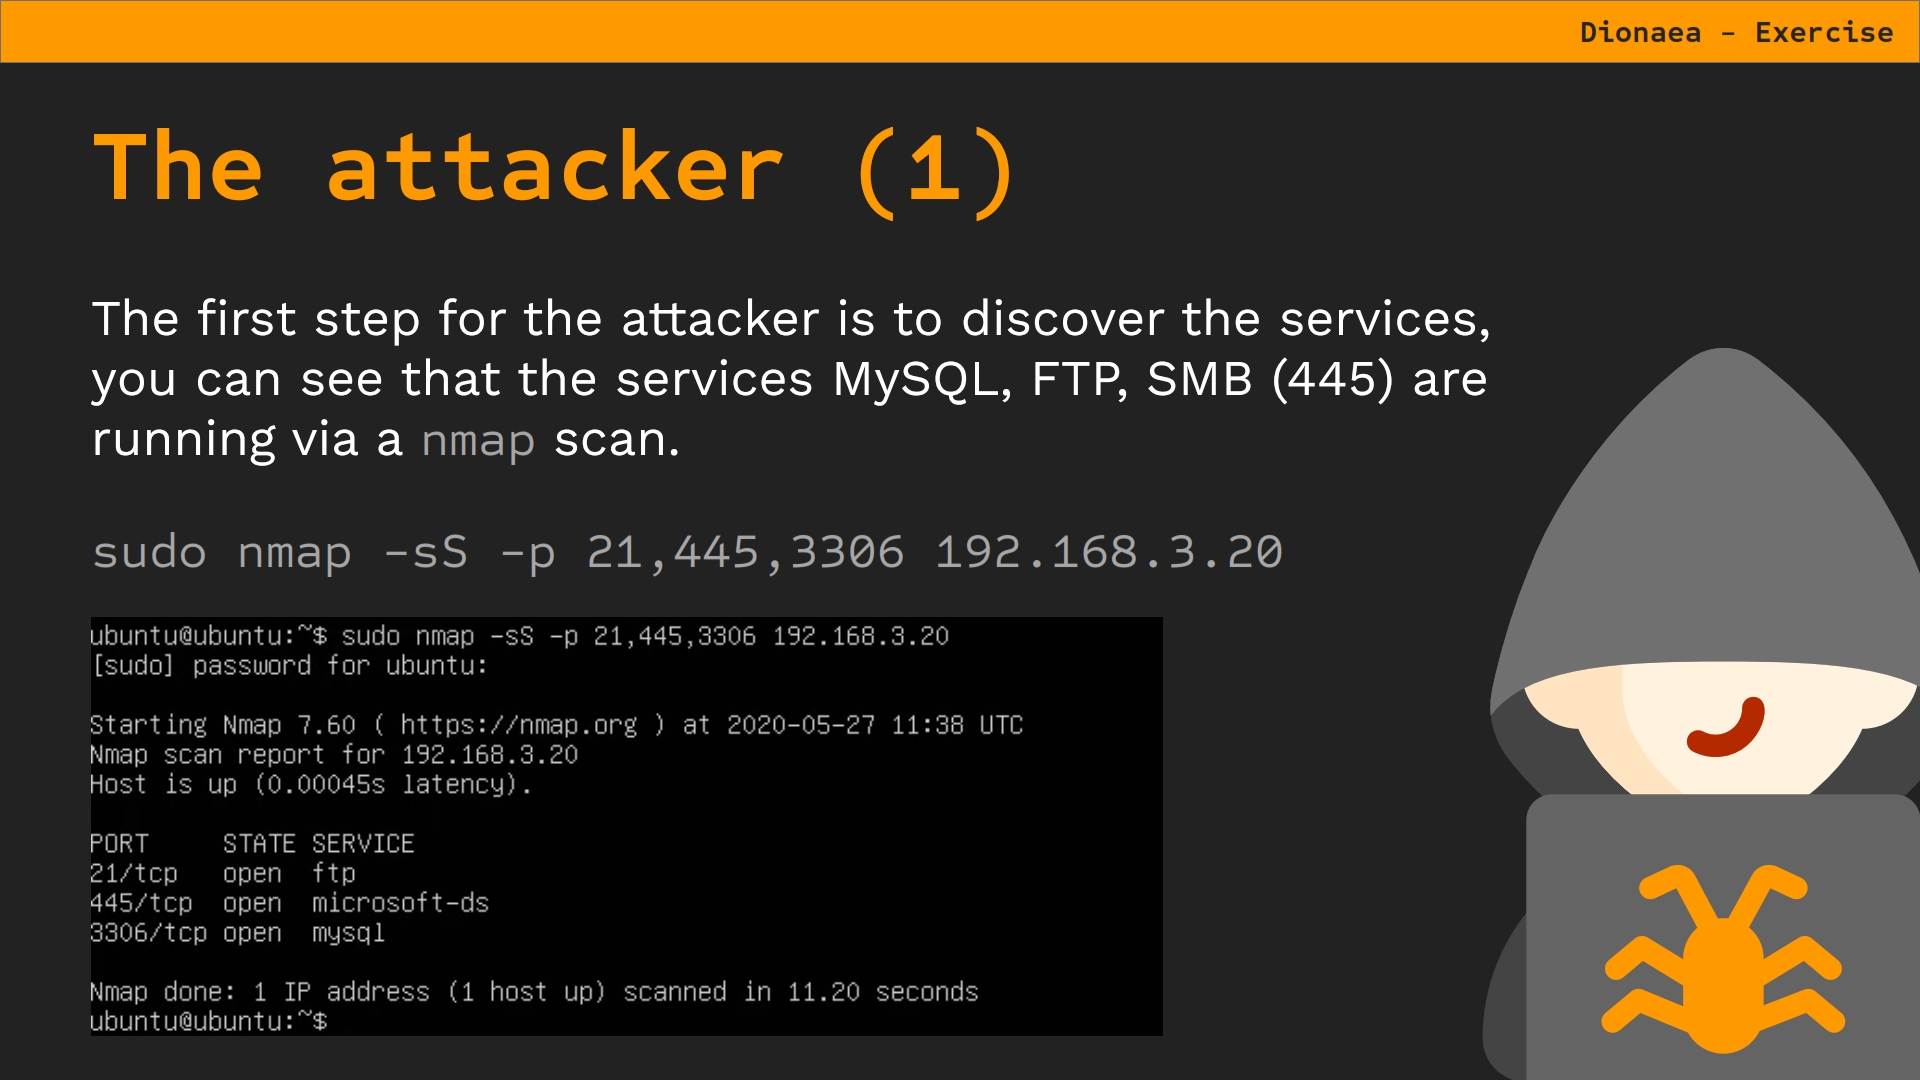 Dionaea - Exercise
The attacker (1)
The first step for the attacker is to discover the services,
you can see that the services MySQL, FTP, SMB (445) are
running via a nmap scan.
sudo nmap -sS -p 21,445,3306 192.168.3.20
ubuntu@ubuntu:~$ sudo nmap -sS -p 21,445,3306 192.168.3.20
[sudo] password for ubuntu:
Starting Nmap 7.60 ( https://nmap.org ) at 2020-05-27 11:38 UTC
Nmap scan report for 192.168.3.20
Host is up (0.00045s latency).
PORT     STATE SERVICE
21/tcp   open  ftp
445/tcp  open  microsoft-ds
3306/tcp open  mysql
Nmap done: 1 IP address (1 host up) scanned in 11.20 seconds
ubuntu@ubuntu:~$